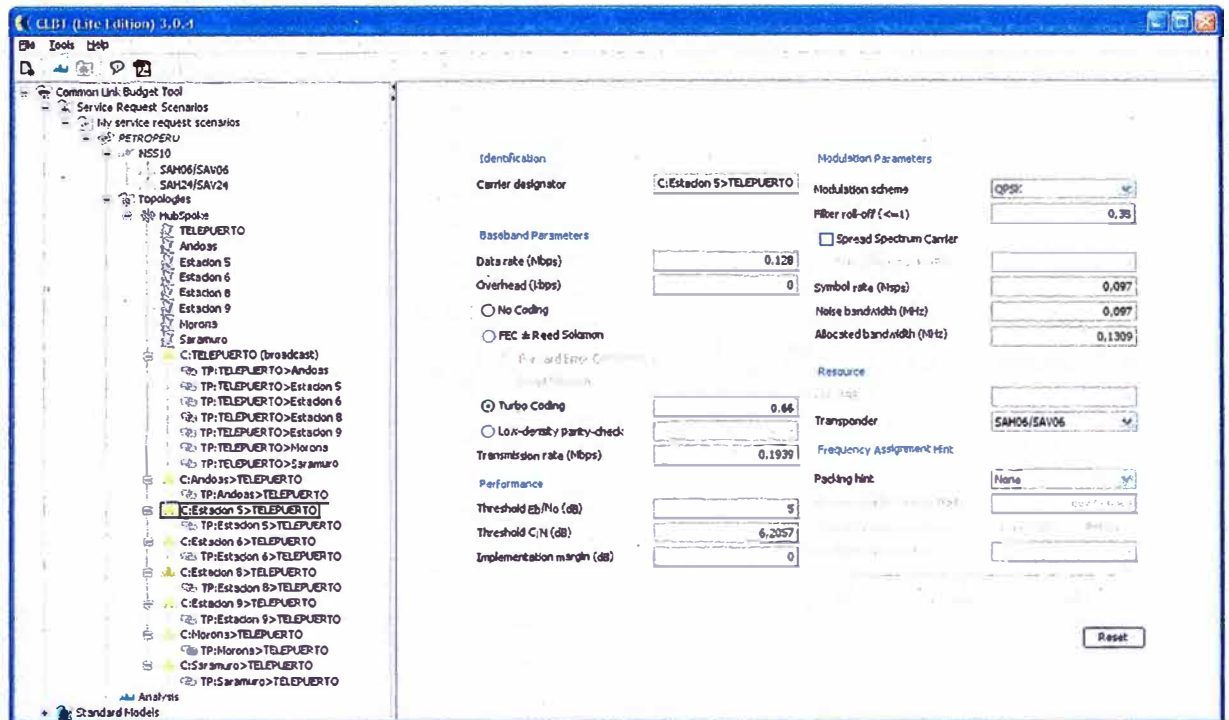 CLBT (Lite Edition) 3.0.4
File Tools Help
Common Link Budget Tool
Service Request Scenarios
My service request scenarios
PETROPERU
NSS10
SAH06/SAV06
SAH24/SAV24
Topologies
HubSpoke
TELEPUERTO
Andoas
Estacion 5
Estacion 6
Estacion 8
Estacion 9
Morona
Saramuro
C:TELEPUERTO (broadcast)
TP:TELEPUERTO>Andoas
TP:TELEPUERTO>Estacion 5
TP:TELEPUERTO>Estacion 6
TP:TELEPUERTO>Estacion 8
TP:TELEPUERTO>Estacion 9
TP:TELEPUERTO>Morona
TP:TELEPUERTO>Saramuro
C:Andoas>TELEPUERTO
TP:Andoas>TELEPUERTO
C:Estacion 5>TELEPUERTO
TP:Estacion 5>TELEPUERTO
C:Estacion 6>TELEPUERTO
TP:Estacion 6>TELEPUERTO
C:Estacion 8>TELEPUERTO
TP:Estacion 8>TELEPUERTO
C:Estacion 9>TELEPUERTO
TP:Estacion 9>TELEPUERTO
C:Morona>TELEPUERTO
TP:Morona>TELEPUERTO
C:Saramuro>TELEPUERTO
TP:Saramuro>TELEPUERTO
Analysis
Standard Models
Identification
Carrier designator C:Estacion 5>TELEPUERTO
Baseband Parameters
Data rate (Mbps) 0.128
Overhead (kbps) 0
No Coding
FEC ± Reed Solomon
Turbo Coding 0.66
Low-density parity-check
Transmission rate (Mbps) 0.1939
Performance
Threshold Eb/No (dB) 5
Threshold C/N (dB) 6,2057
Implementation margin (dB) 0
Modulation Parameters
Modulation scheme QPSK
Filter roll-off (<=1) 0,35
Spread Spectrum Carrier
Symbol rate (Msps) 0,097
Noise bandwidth (MHz) 0,097
Allocated bandwidth (MHz) 0,1309
Resource
Transponder SAH06/SAV06
Frequency Assignment Hint
Packing hint None
Reset